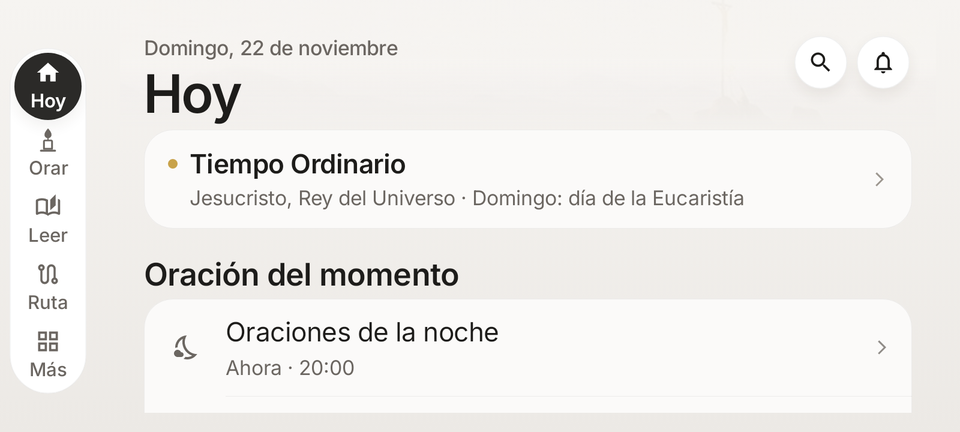 Domingo, 22 de noviembre
Hoy
Hoy
Orar
Leer
Ruta
Más
Tiempo Ordinario
Jesucristo, Rey del Universo · Domingo: día de la Eucaristía
Oración del momento
Oraciones de la noche
Ahora · 20:00